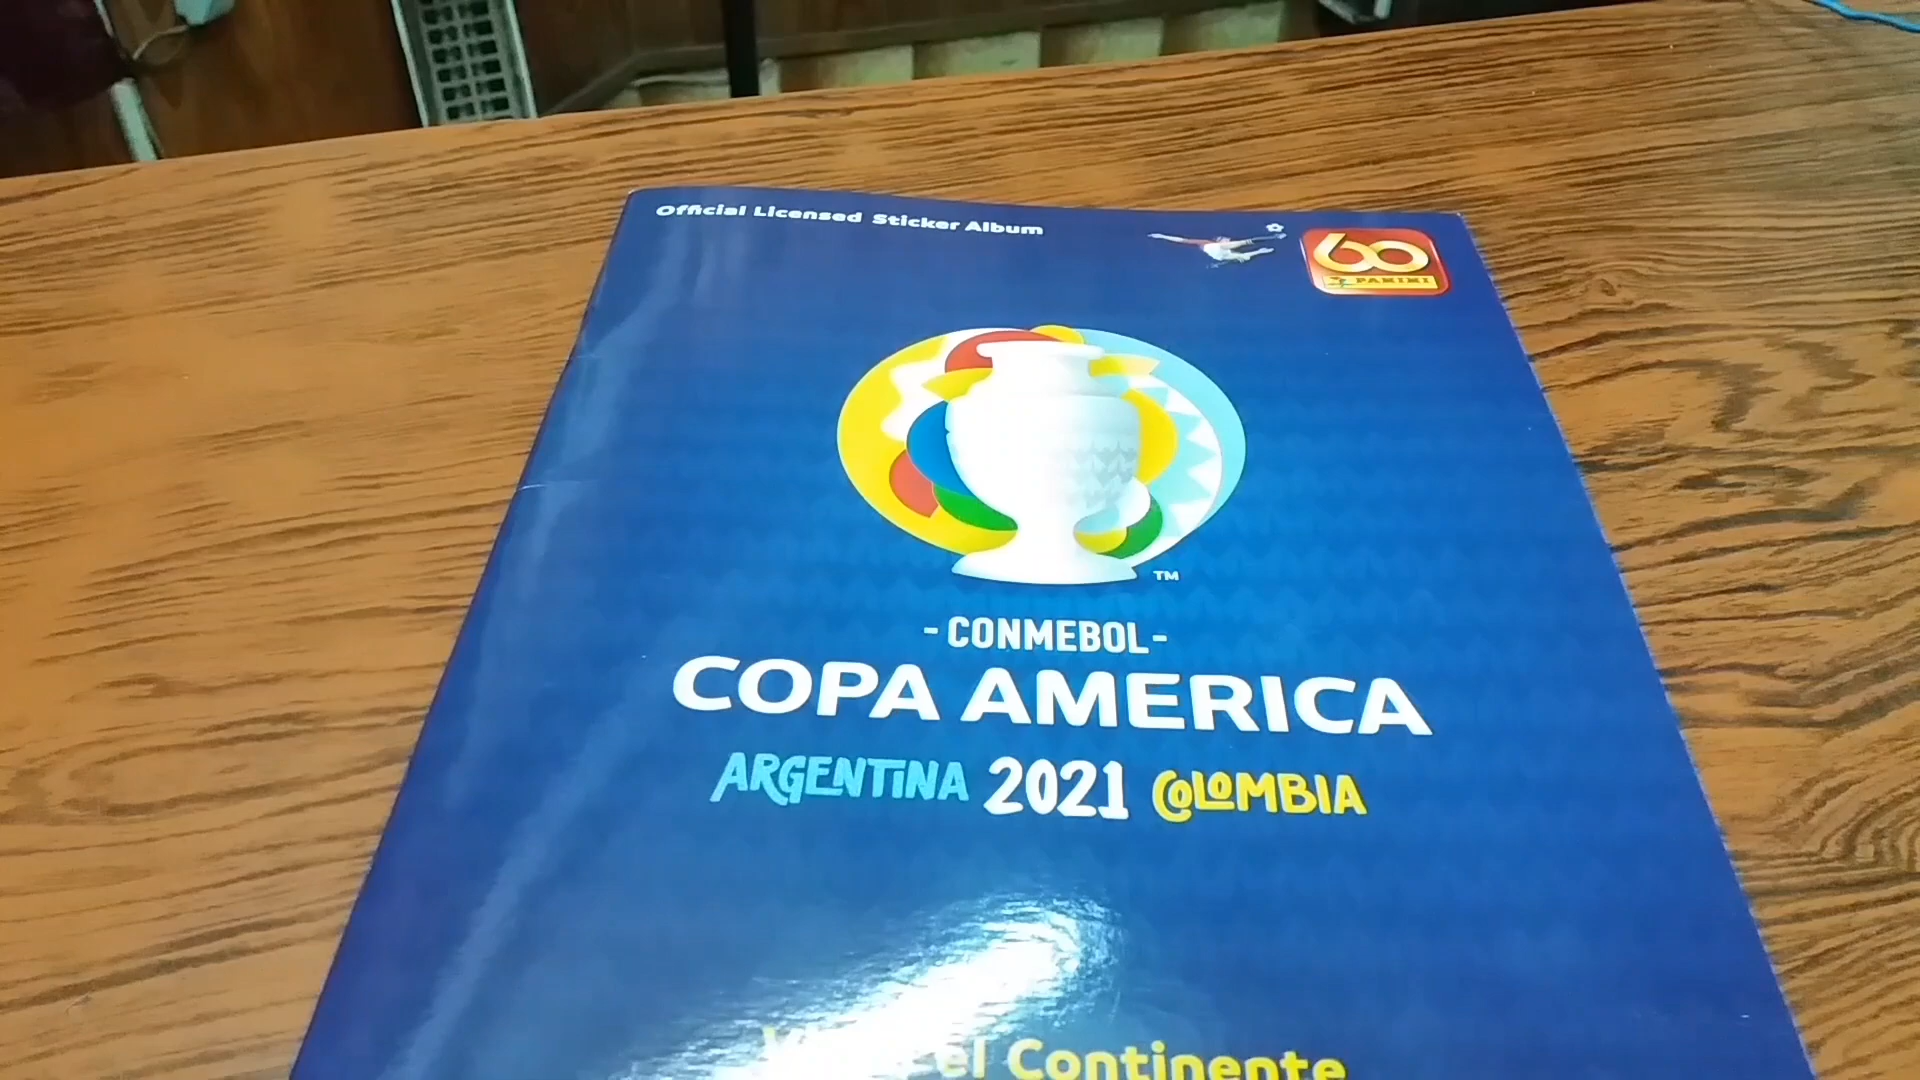 Official Licensed Sticker Album
60
PANINI
TM
- CONMEBOL -
COPA AMERICA
ARGENTINA 2021 COLOMBIA
el Continente